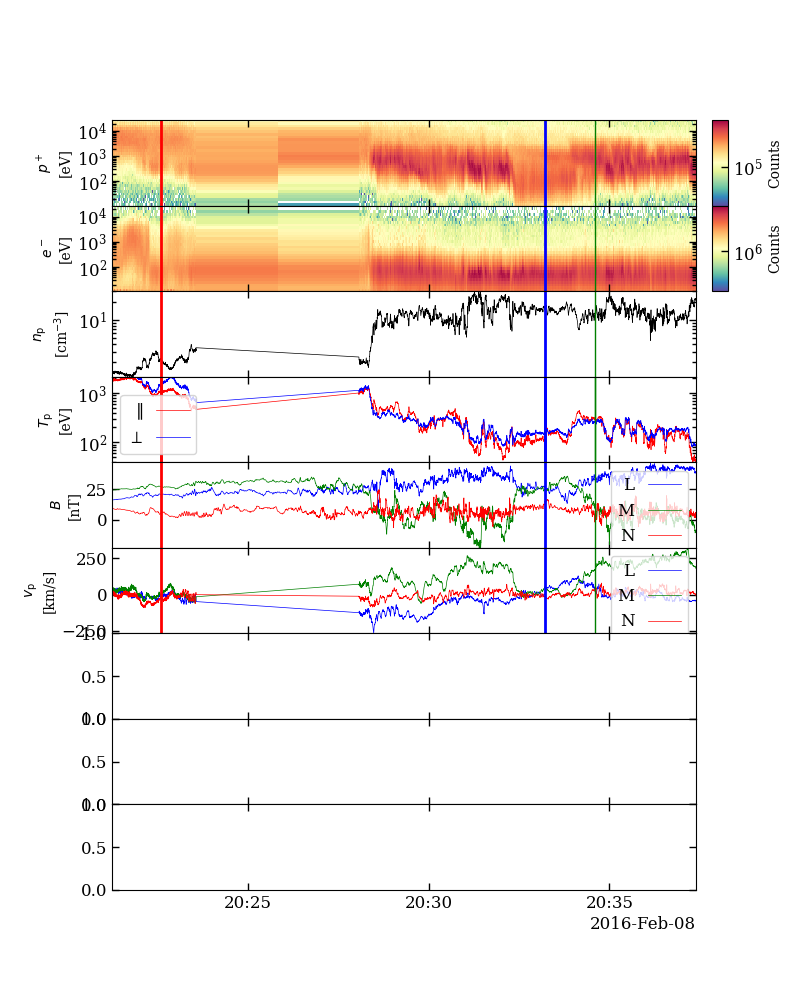 10⁴
10³
10²
p⁺
[eV]
10⁵
Counts
10⁴
10³
10²
e⁻
[eV]
10⁶
Counts
10¹
nₚ
[cm⁻³]
10³
10²
Tₚ
[eV]
∥
⊥
25
0
B
[nT]
L
M
N
250
0
−250
vₚ
[km/s]
L
M
N
1.0
0.5
0.0
1.0
0.5
0.0
1.0
0.5
0.0
20:25
20:30
20:35
2016-Feb-08